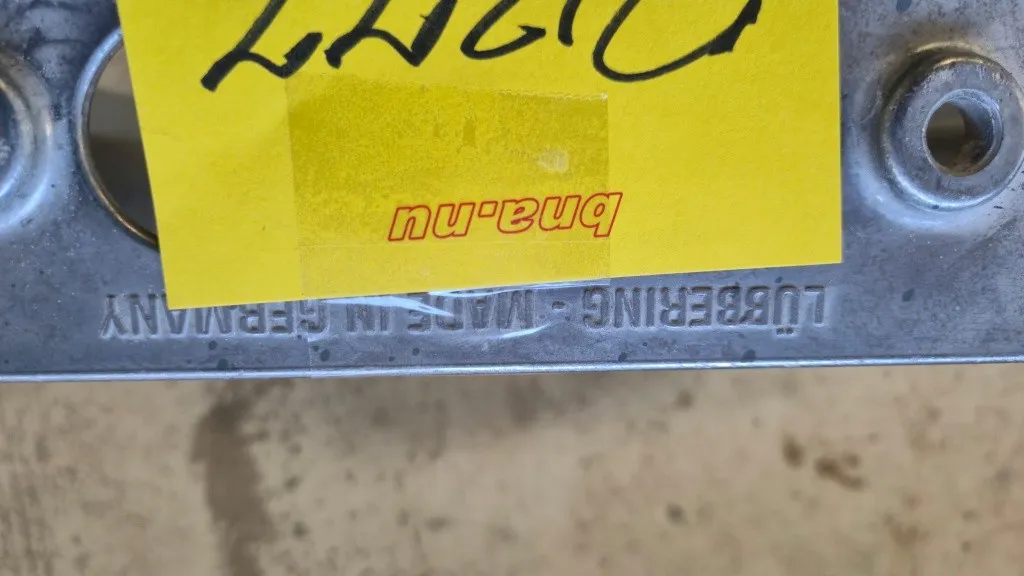 LÜBBERING - MADE IN GERMANY
bna.nu